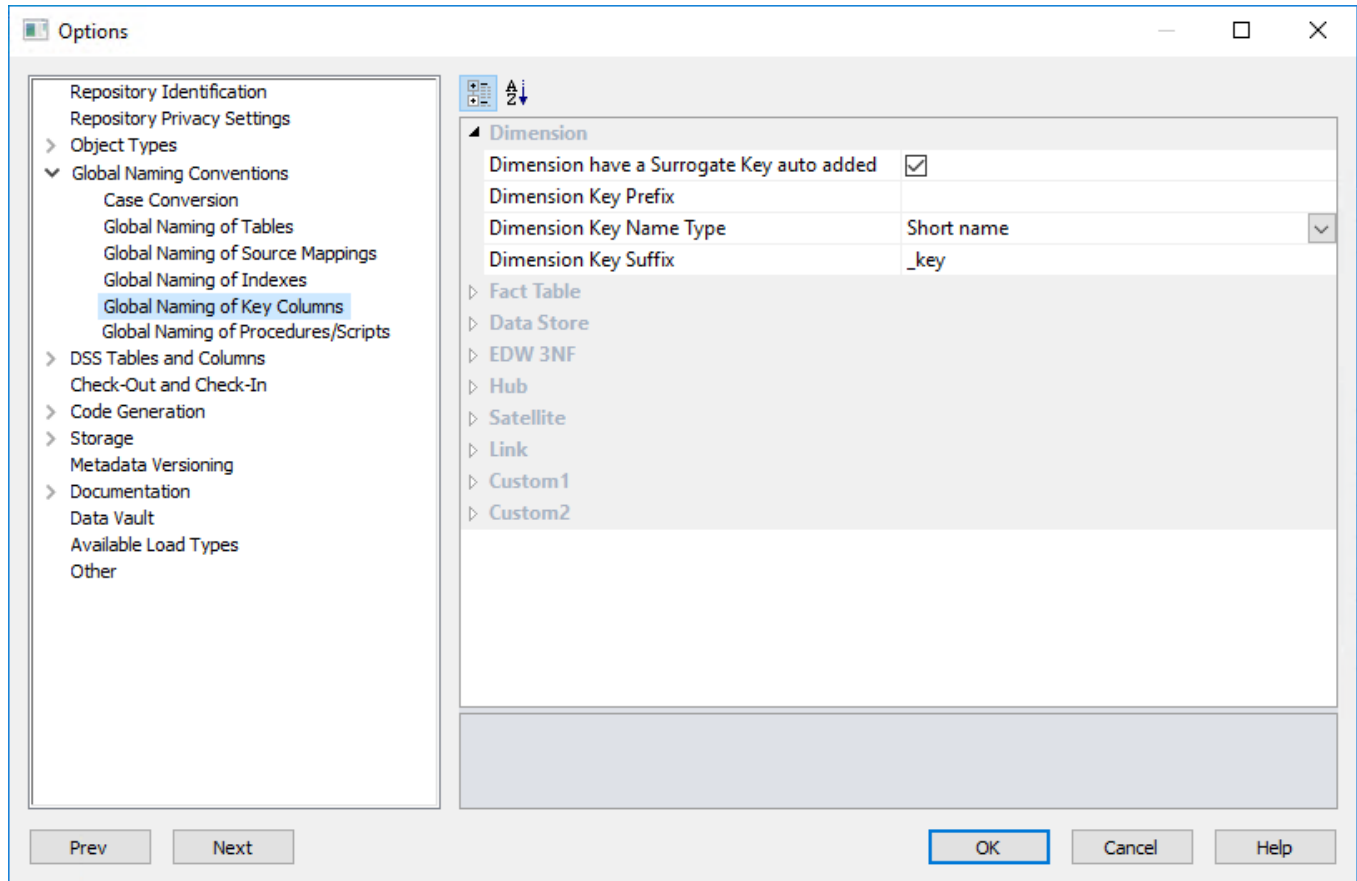 Options
Repository Identification
Repository Privacy Settings
Object Types
Global Naming Conventions
Case Conversion
Global Naming of Tables
Global Naming of Source Mappings
Global Naming of Indexes
Global Naming of Key Columns
Global Naming of Procedures/Scripts
DSS Tables and Columns
Check-Out and Check-In
Code Generation
Storage
Metadata Versioning
Documentation
Data Vault
Available Load Types
Other
A
Z
Dimension
Dimension have a Surrogate Key auto added
Dimension Key Prefix
Dimension Key Name Type Short name
Dimension Key Suffix _key
Fact Table
Data Store
EDW 3NF
Hub
Satellite
Link
Custom1
Custom2
Prev Next OK Cancel Help